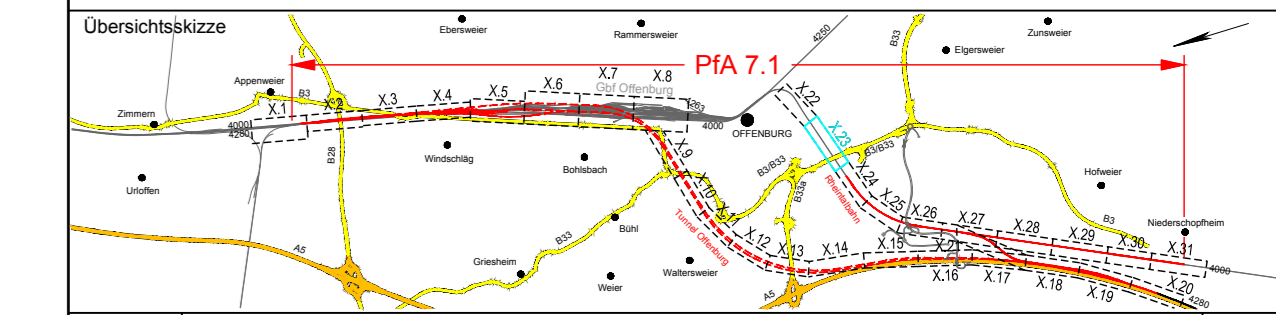 Übersichtsskizze
Ebersweier
Rammersweier
4250
B33
Zunsweier
Elgersweier
PfA 7.1
Appenweier
B3
X.1
X.2
X.3
X.4
X.5
X.6
X.7
X.8
Gbf Offenburg
4263
X.22
Zimmern
4000
4280
4000
OFFENBURG
X.23
B3/B33
B28
Windschläg
Bohlsbach
X.9
B3/B33
B33a
X.24
Urloffen
Rheintalbahn
Hofweier
X.10
X.25
X.11
X.26
X.27
X.28
X.29
X.30
X.31
B3
Niederschopfheim
Bühl
Tunnel Offenburg
A5
B33
X.12
X.13
X.14
X.15
X.21
4000
Griesheim
Weier
Waltersweier
X.16
X.17
X.18
X.19
X.20
A5
4280